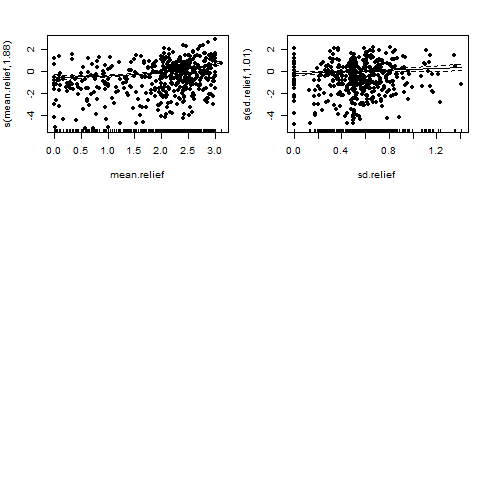 s(mean.relief,1.88)
2
0
-2
-4
0.0 0.5 1.0 1.5 2.0 2.5 3.0
mean.relief
s(sd.relief,1.01)
2
0
-2
-4
0.0 0.4 0.8 1.2
sd.relief